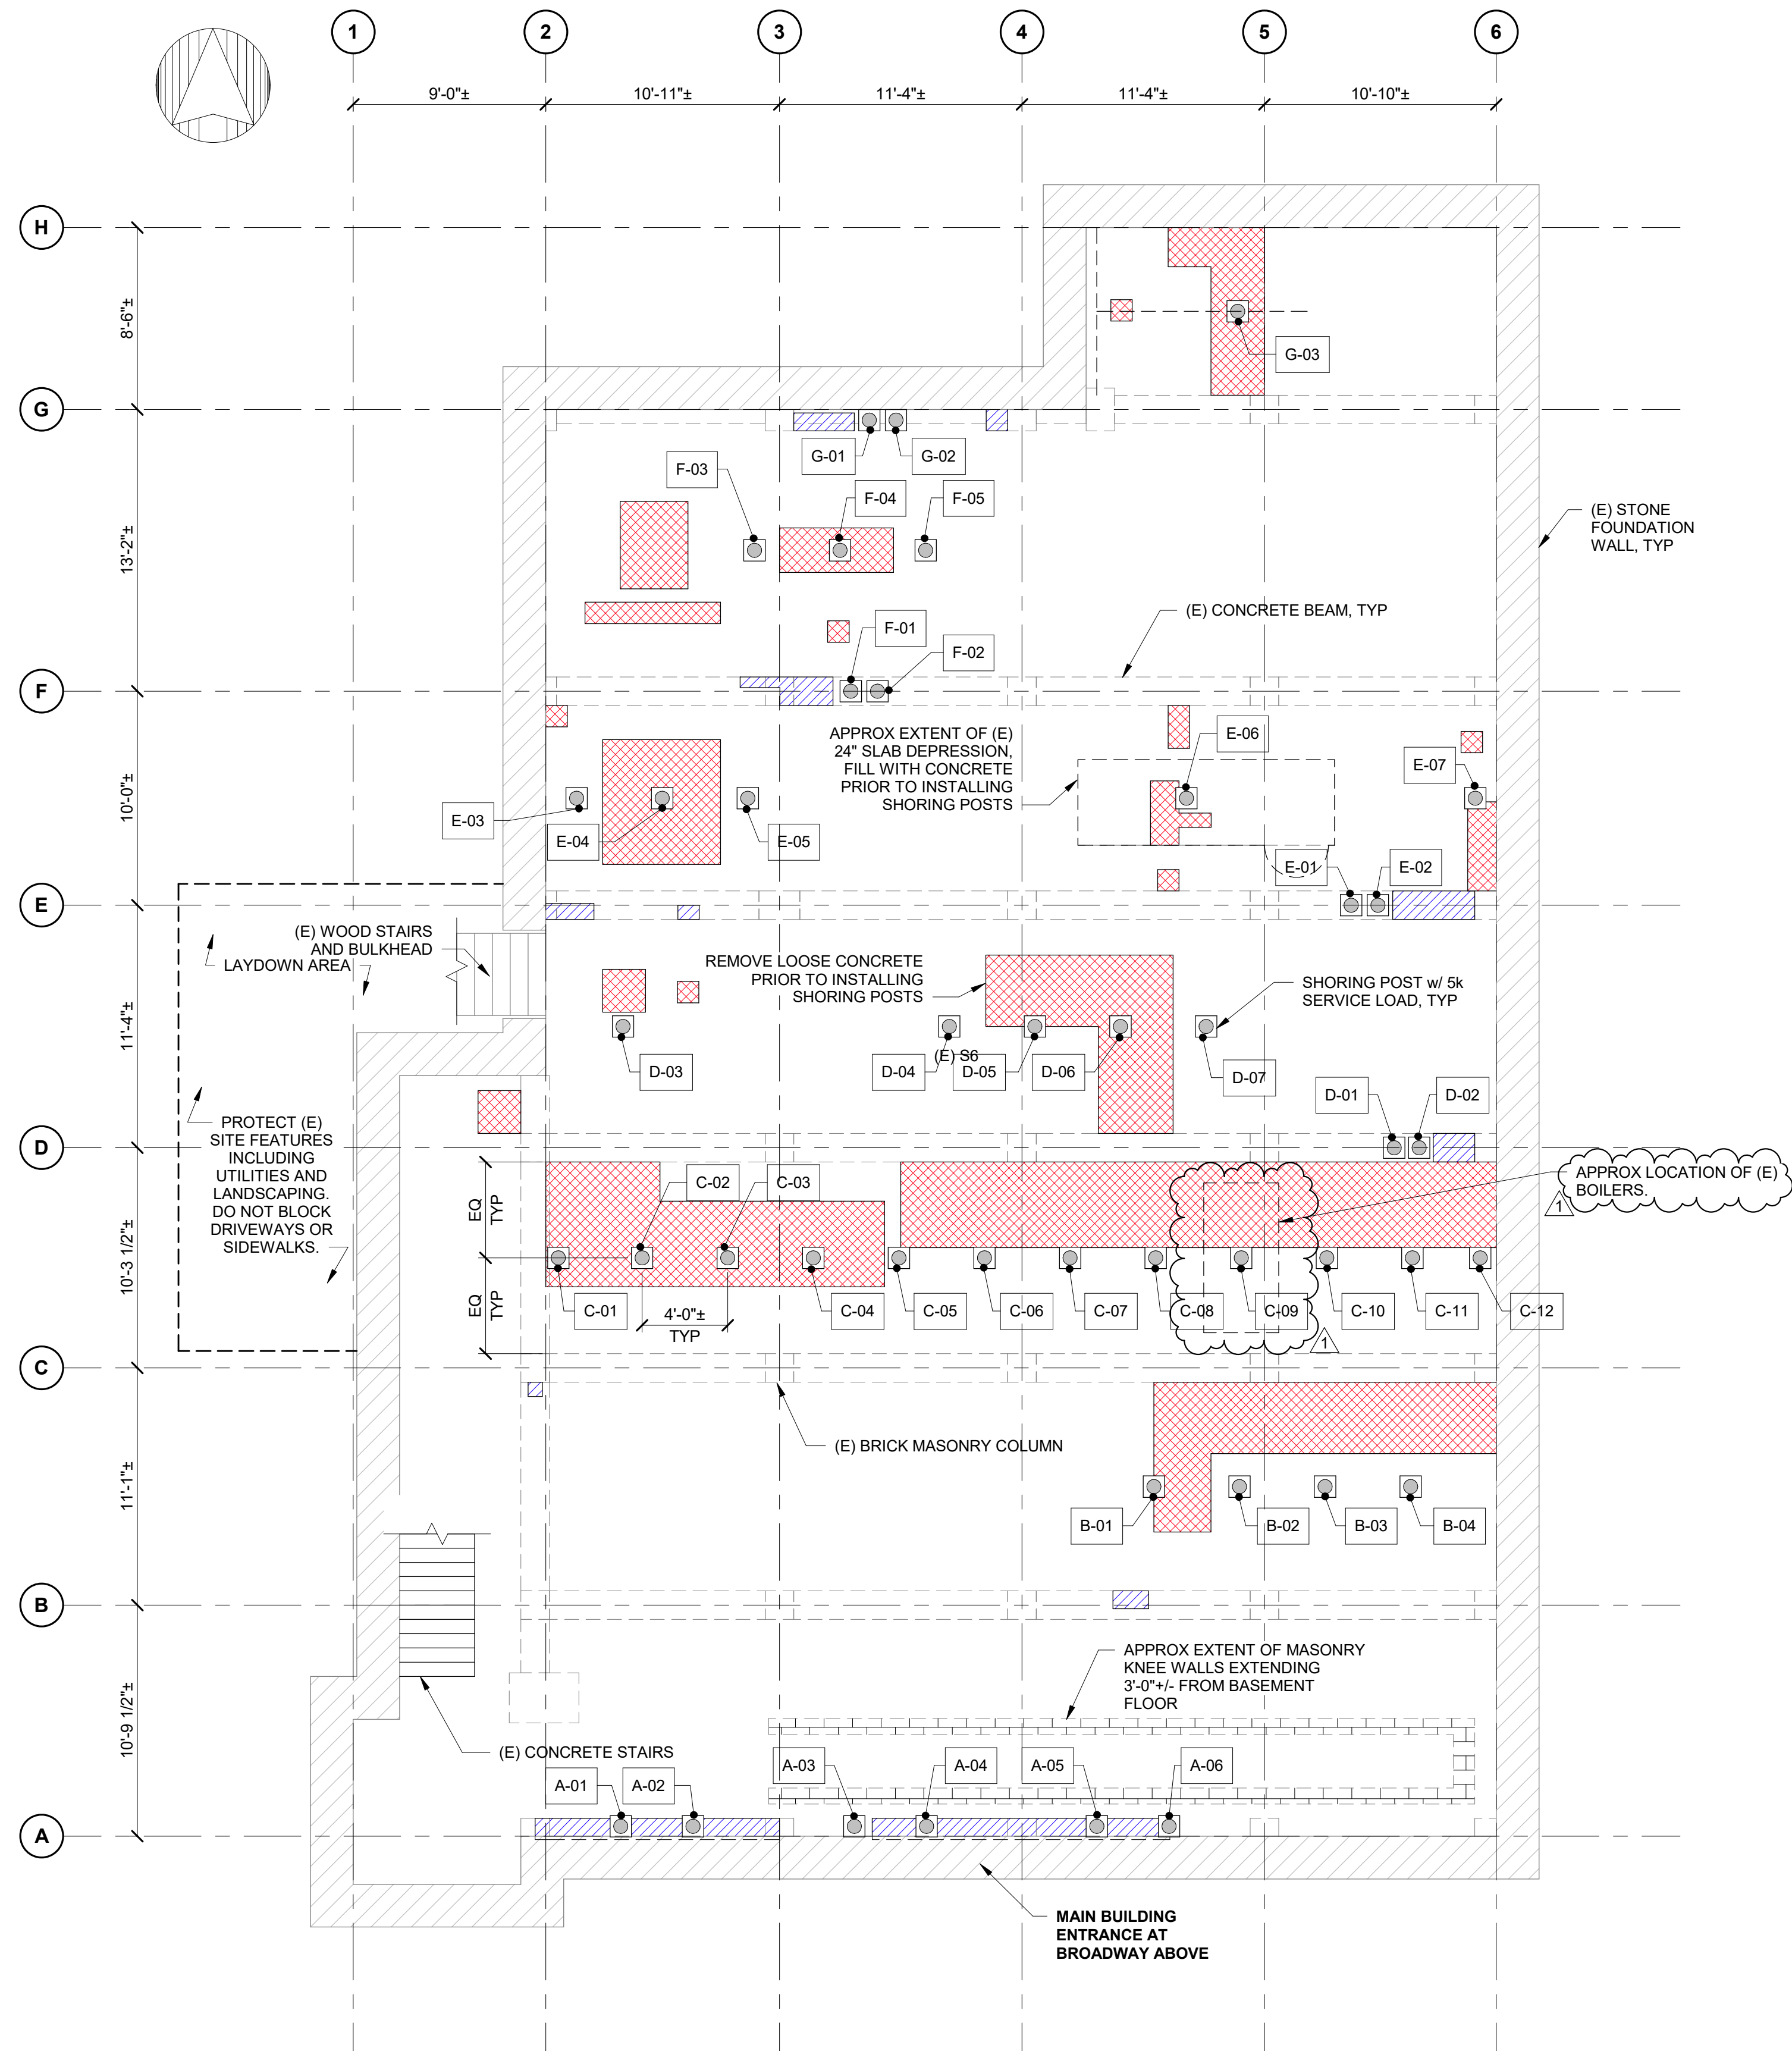 1
2
3
4
5
6
9'-0"±
10'-11"±
11'-4"±
11'-4"±
10'-10"±
H
8'-6"±
G-03
G
G-01
G-02
F-03
F-04
F-05
(E) STONE
FOUNDATION
WALL, TYP
13'-2"±
(E) CONCRETE BEAM, TYP
F-01
F-02
F
APPROX EXTENT OF (E)
24" SLAB DEPRESSION,
FILL WITH CONCRETE
PRIOR TO INSTALLING
SHORING POSTS
E-06
E-07
10'-0"±
E-03
E-04
E-05
E-01
E-02
E
(E) WOOD STAIRS
AND BULKHEAD
LAYDOWN AREA
REMOVE LOOSE CONCRETE
PRIOR TO INSTALLING
SHORING POSTS
SHORING POST w/ 5k
SERVICE LOAD, TYP
11'-4"±
(E) S6
D-03
D-04
D-05
D-06
D-07
D-01
D-02
PROTECT (E)
SITE FEATURES
INCLUDING
UTILITIES AND
LANDSCAPING.
DO NOT BLOCK
DRIVEWAYS OR
SIDEWALKS.
D
APPROX LOCATION OF (E)
BOILERS.
1
C-02
C-03
EQ
TYP
10'-3 1/2"±
EQ
TYP
C-01
4'-0"±
TYP
C-04
C-05
C-06
C-07
C-08
C-09
C-10
C-11
C-12
1
C
(E) BRICK MASONRY COLUMN
11'-1"±
B-01
B-02
B-03
B-04
B
APPROX EXTENT OF MASONRY
KNEE WALLS EXTENDING
3'-0"+/- FROM BASEMENT
FLOOR
10'-9 1/2"±
(E) CONCRETE STAIRS
A-01
A-02
A-03
A-04
A-05
A-06
A
MAIN BUILDING
ENTRANCE AT
BROADWAY ABOVE